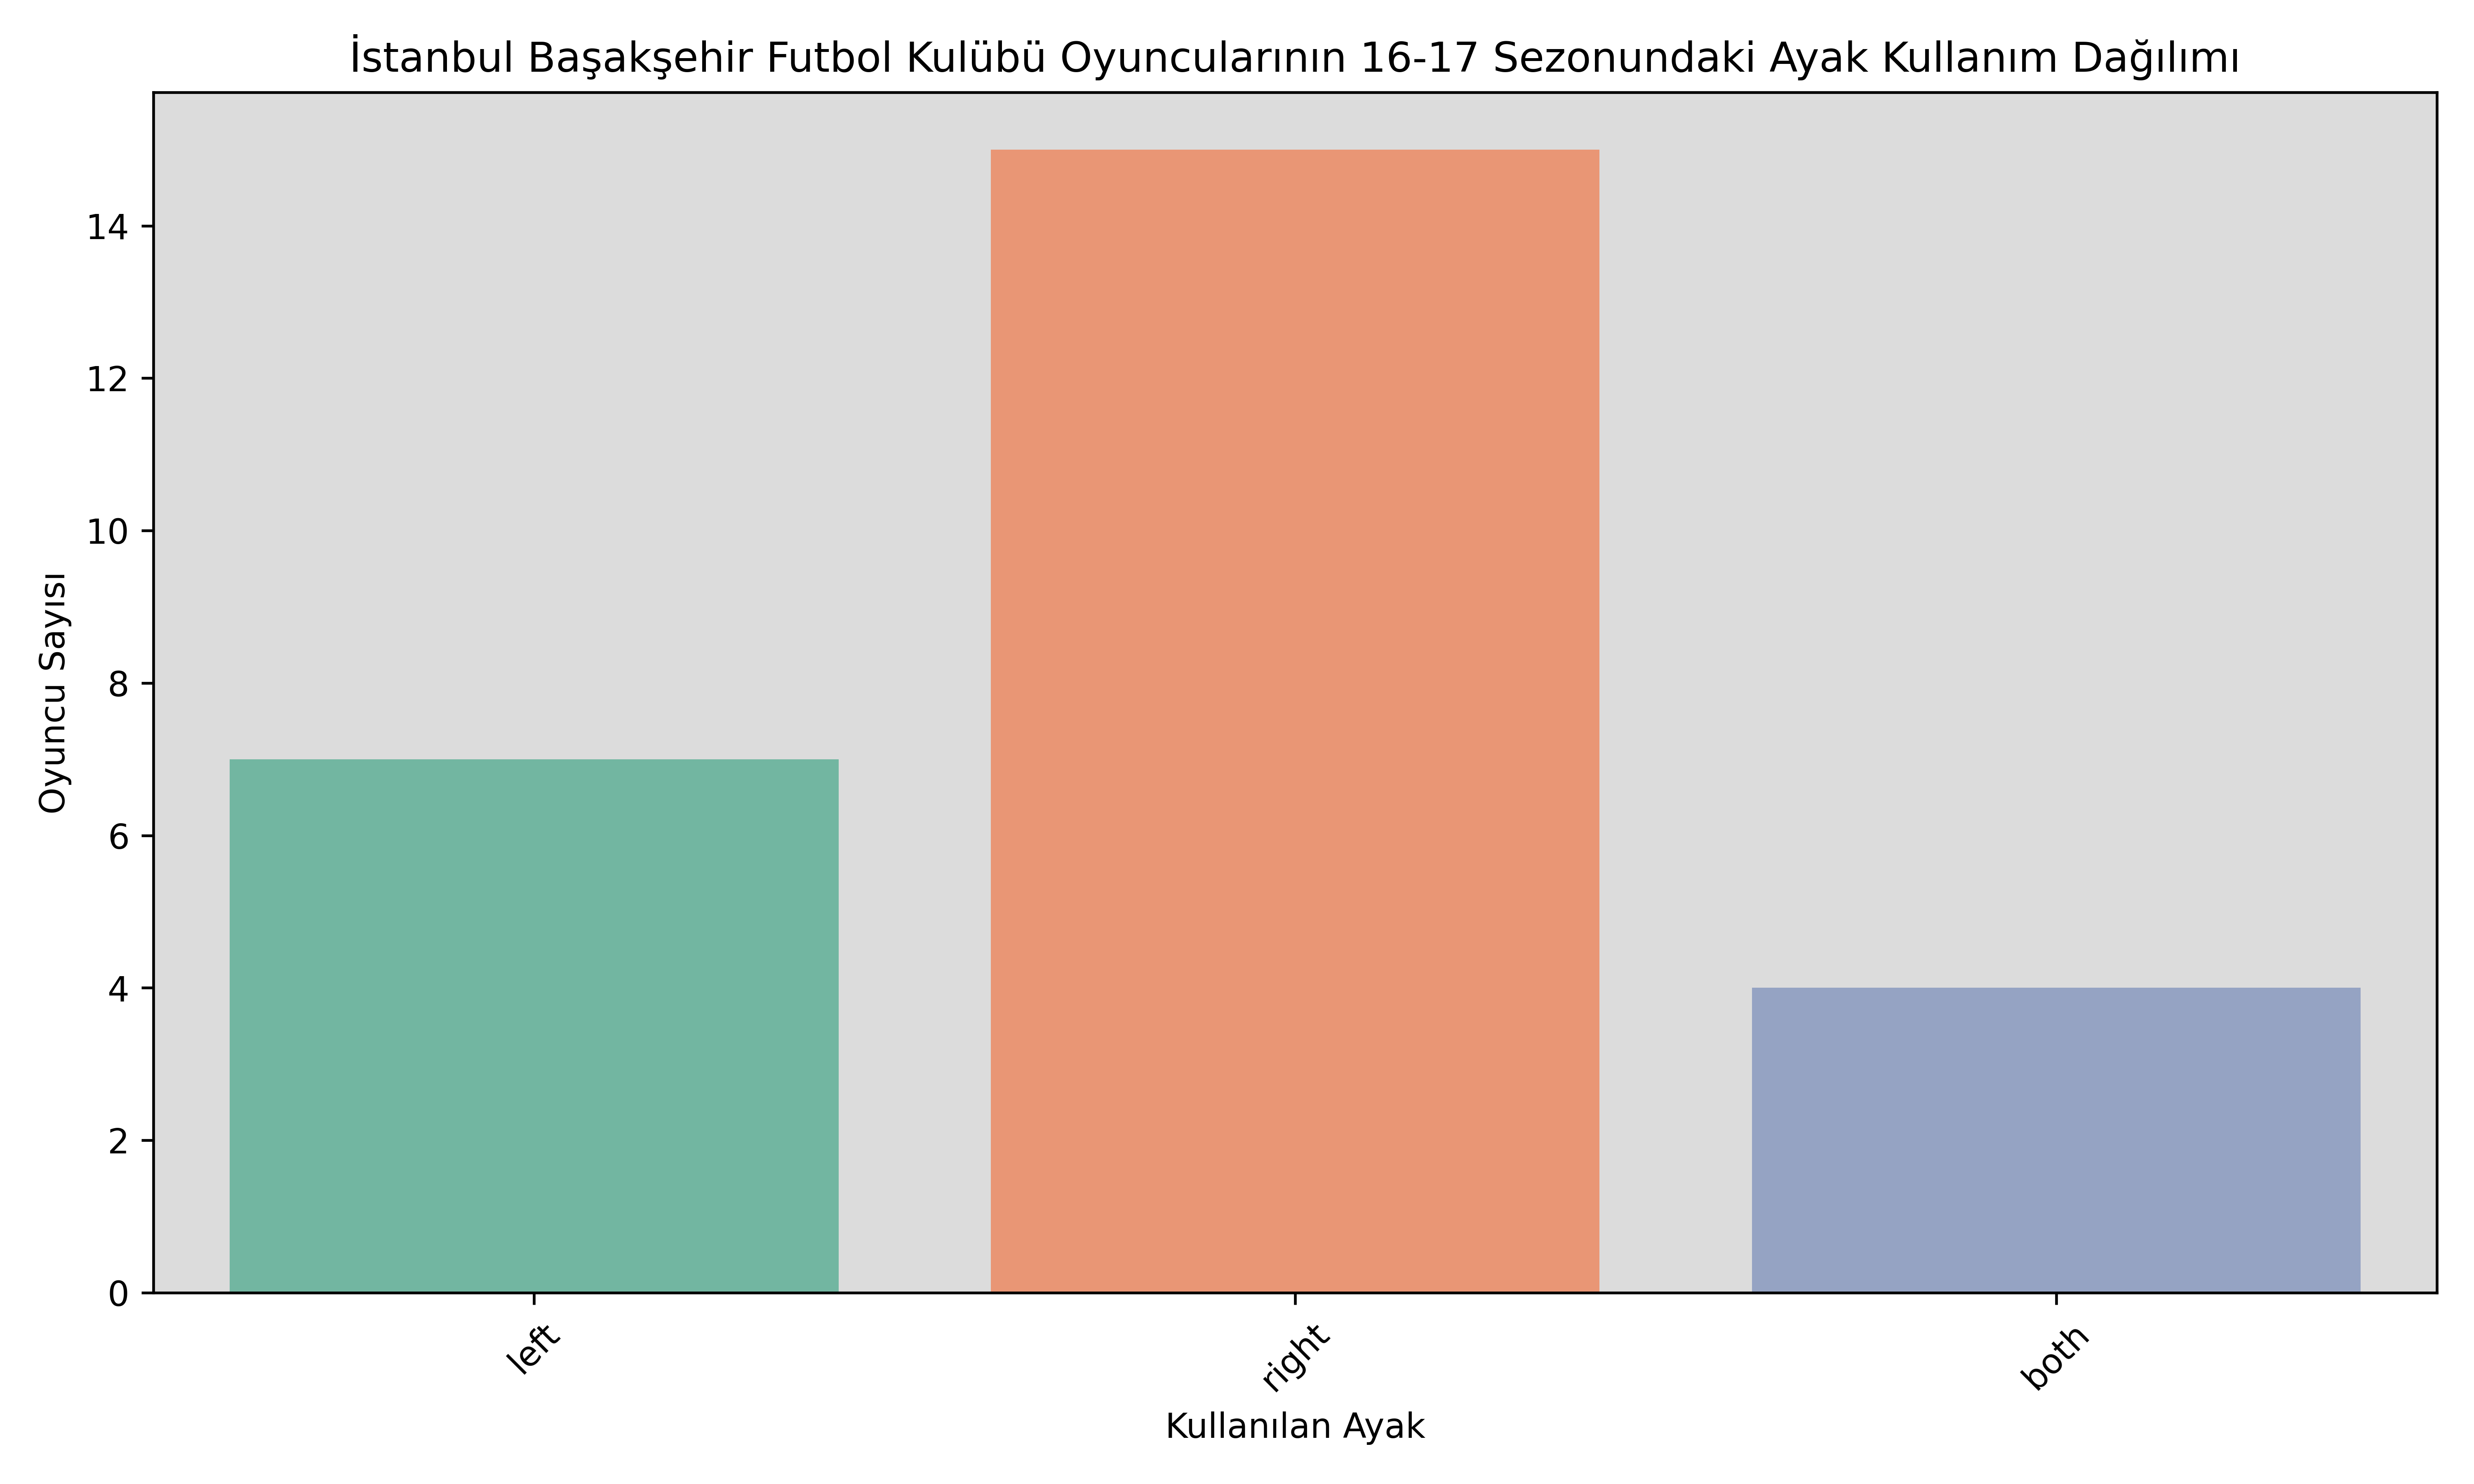 İstanbul Başakşehir Futbol Kulübü Oyuncularının 16-17 Sezonundaki Ayak Kullanım Dağılımı
Oyuncu Sayısı
14
12
10
8
6
4
2
0
left
right
both
Kullanılan Ayak